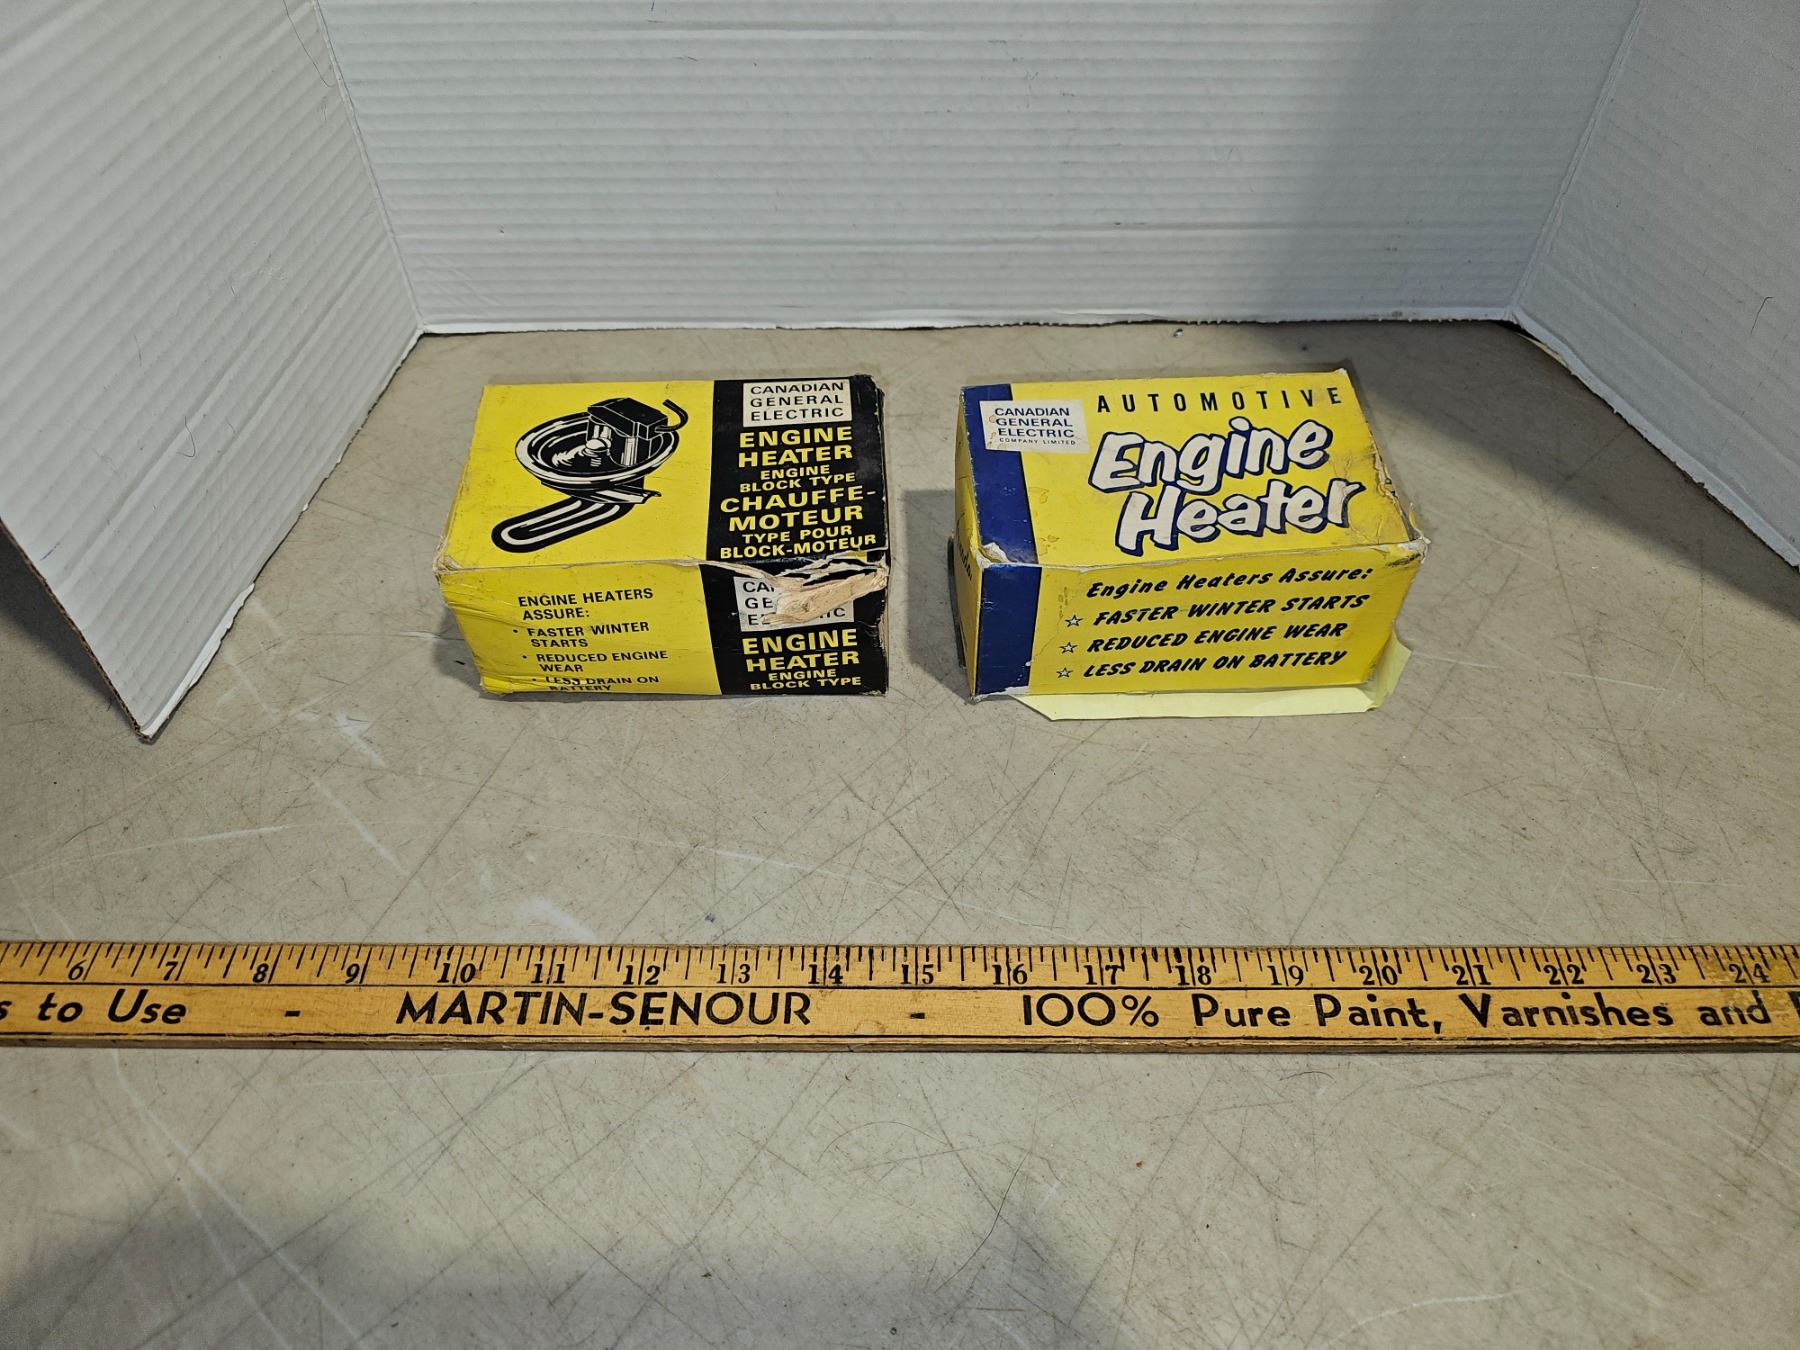 CANADIAN
GENERAL
ELECTRIC
ENGINE
HEATER
ENGINE
BLOCK TYPE
CHAUFFE-
MOTEUR
TYPE POUR
BLOCK-MOTEUR
ENGINE HEATERS
ASSURE:
• FASTER WINTER
STARTS
• REDUCED ENGINE
WEAR
• LESS DRAIN ON
BATTERY
ENGINE
HEATER
ENGINE
BLOCK TYPE
CANADIAN
GENERAL
ELECTRIC
COMPANY LIMITED
AUTOMOTIVE
Engine
Heater
Engine Heaters Assure:
☆ FASTER WINTER STARTS
☆ REDUCED ENGINE WEAR
☆ LESS DRAIN ON BATTERY
6 7 8 9 10 11 12 13 14 15 16 17 18 19 20 21 22 23 24
to Use - MARTIN-SENOUR - 100% Pure Paint, Varnishes and